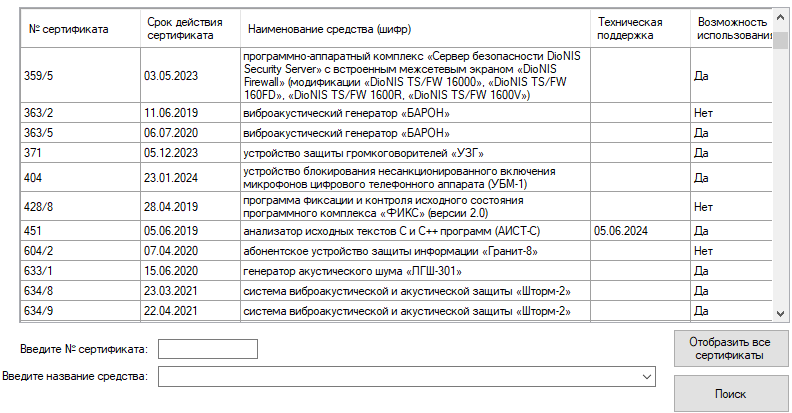 № сертификата
Срок действия
сертификата
Наименование средства (шифр)
Техническая
поддержка
Возможность
использования
359/5
03.05.2023
программно-аппаратный комплекс «Сервер безопасности DioNIS
Security Server» с встроенным межсетевым экраном «DioNIS
Firewall» (модификации «DioNIS TS/FW 16000», «DioNIS TS/FW
160FD», «DioNIS TS/FW 1600R, «DioNIS TS/FW 1600V»)
Да
363/2
11.06.2019
виброакустический генератор «БАРОН»
Нет
363/5
06.07.2020
виброакустический генератор «БАРОН»
Да
371
05.12.2023
устройство защиты громкоговорителей «УЗГ»
Да
404
23.01.2024
устройство блокирования несанкционированного включения
микрофонов цифрового телефонного аппарата (УБМ-1)
Да
428/8
28.04.2019
программа фиксации и контроля исходного состояния
программного комплекса «ФИКС» (версии 2.0)
Нет
451
05.06.2019
анализатор исходных текстов С и С++ программ (АИСТ-С)
05.06.2024
Да
604/2
07.04.2020
абонентское устройство защиты информации «Гранит-8»
Нет
633/1
15.06.2020
генератор акустического шума «ЛГШ-301»
Да
634/8
23.03.2021
система виброакустической и акустической защиты «Шторм-2»
Да
634/9
22.04.2021
система виброакустической и акустической защиты «Шторм-2»
Да
Введите № сертификата:
Отобразить все
сертификаты
Введите название средства:
Поиск